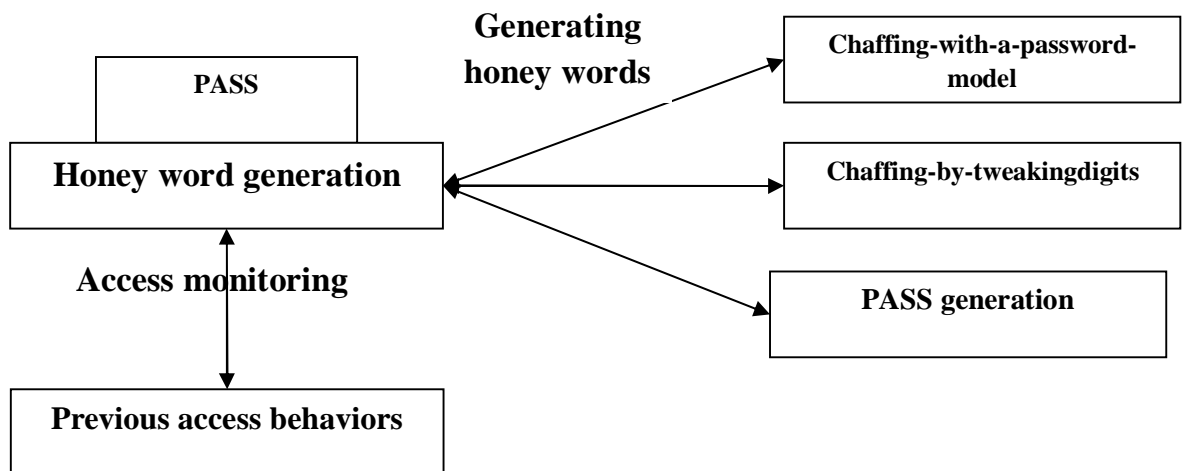 Generating
honey words
Chaffing-with-a-password-
model
PASS
Honey word generation
Chaffing-by-tweakingdigits
Access monitoring
PASS generation
Previous access behaviors